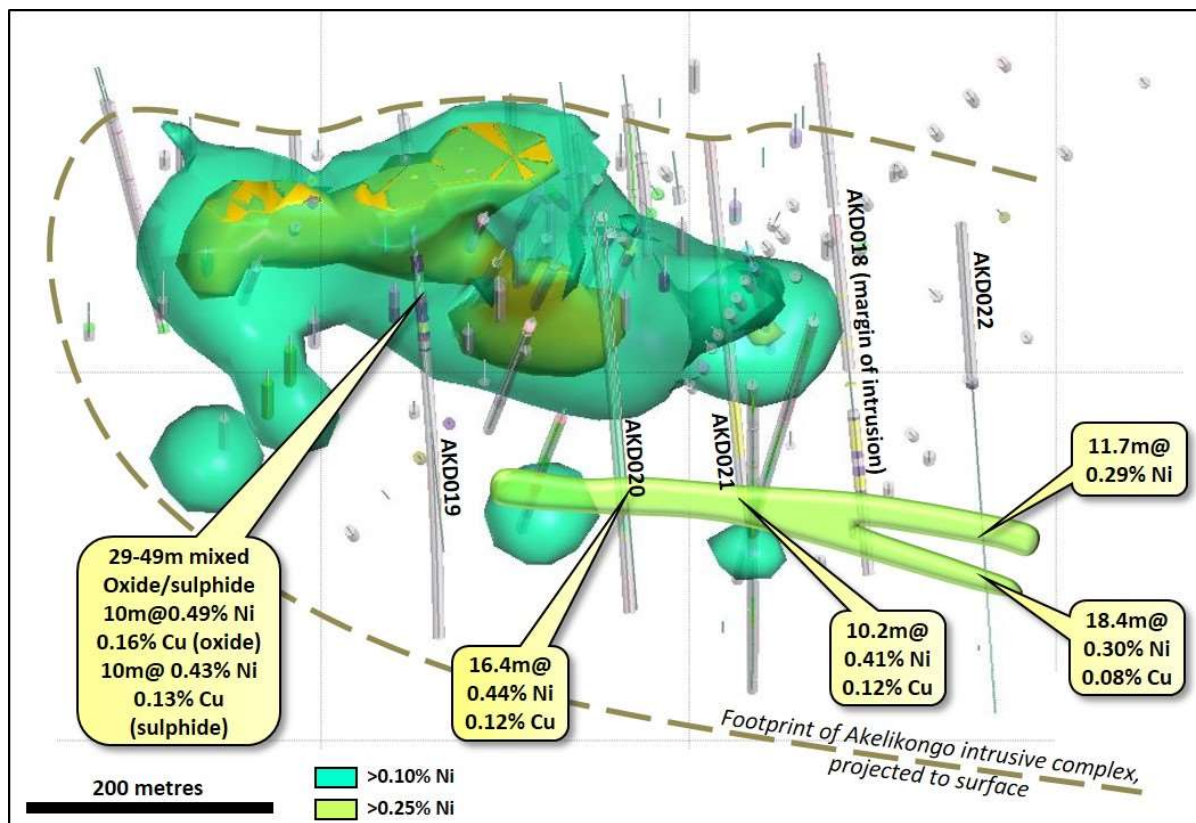 AKD018 (margin of intrusion)
AKD022
AKD019
AKD020
AKD021
11.7m@
0.29% Ni
29-49m mixed
Oxide/sulphide
10m@0.49% Ni
0.16% Cu (oxide)
10m@ 0.43% Ni
0.13% Cu
(sulphide)
16.4m@
0.44% Ni
0.12% Cu
10.2m@
0.41% Ni
0.12% Cu
18.4m@
0.30% Ni
0.08% Cu
Footprint of Akelikongo intrusive complex,
projected to surface
200 metres
>0.10% Ni
>0.25% Ni